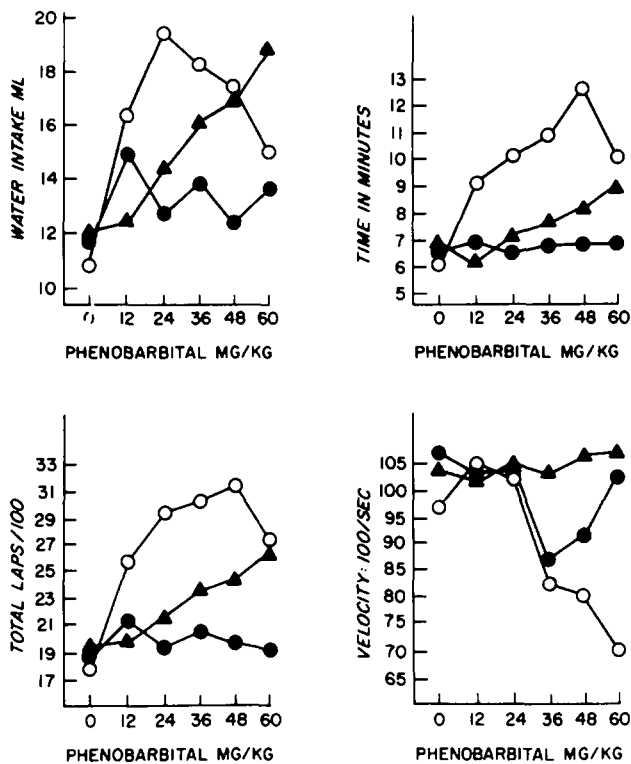 WATER INTAKE ML
20
18
16
14
12
10
0 12 24 36 48 60
PHENOBARBITAL MG/KG
TIME IN MINUTES
13
12
11
10
9
8
7
6
5
0 12 24 36 48 60
PHENOBARBITAL MG/KG
TOTAL LAPS/100
33
31
29
27
25
23
21
19
17
0 12 24 36 48 60
PHENOBARBITAL MG/KG
VELOCITY: 100/SEC
105
100
95
90
85
80
75
70
65
0 12 24 36 48 60
PHENOBARBITAL MG/KG